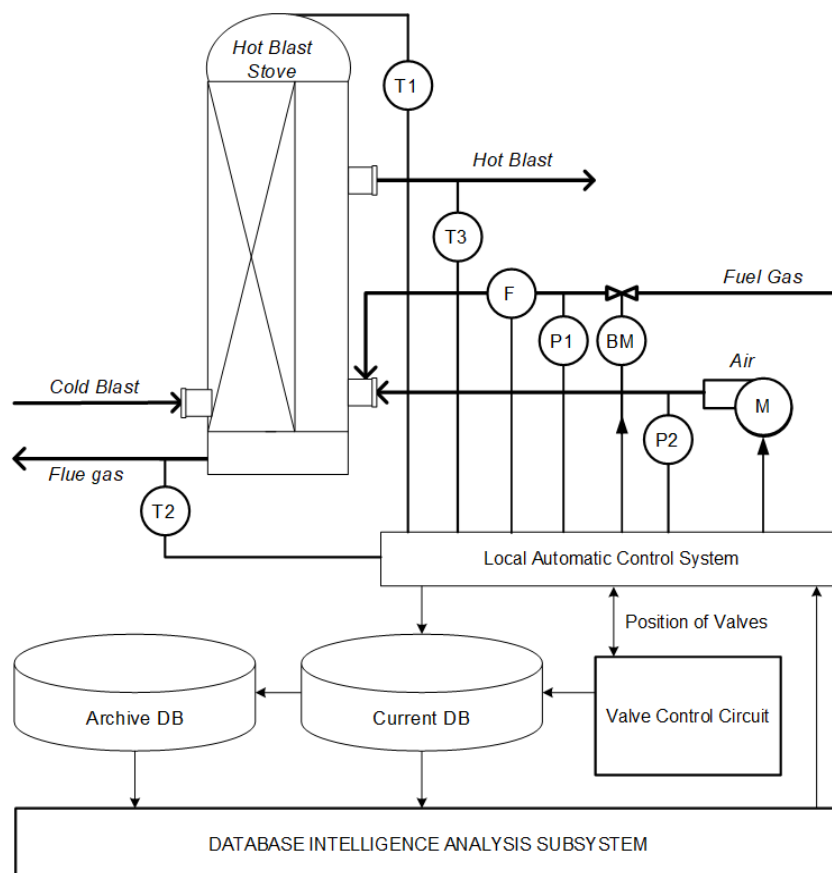 Hot Blast
Stove
T1
Hot Blast
T3
Fuel Gas
F
P1
BM
Air
M
Cold Blast
P2
Flue gas
T2
Local Automatic Control System
Position of Valves
Archive DB
Current DB
Valve Control Circuit
DATABASE INTELLIGENCE ANALYSIS SUBSYSTEM